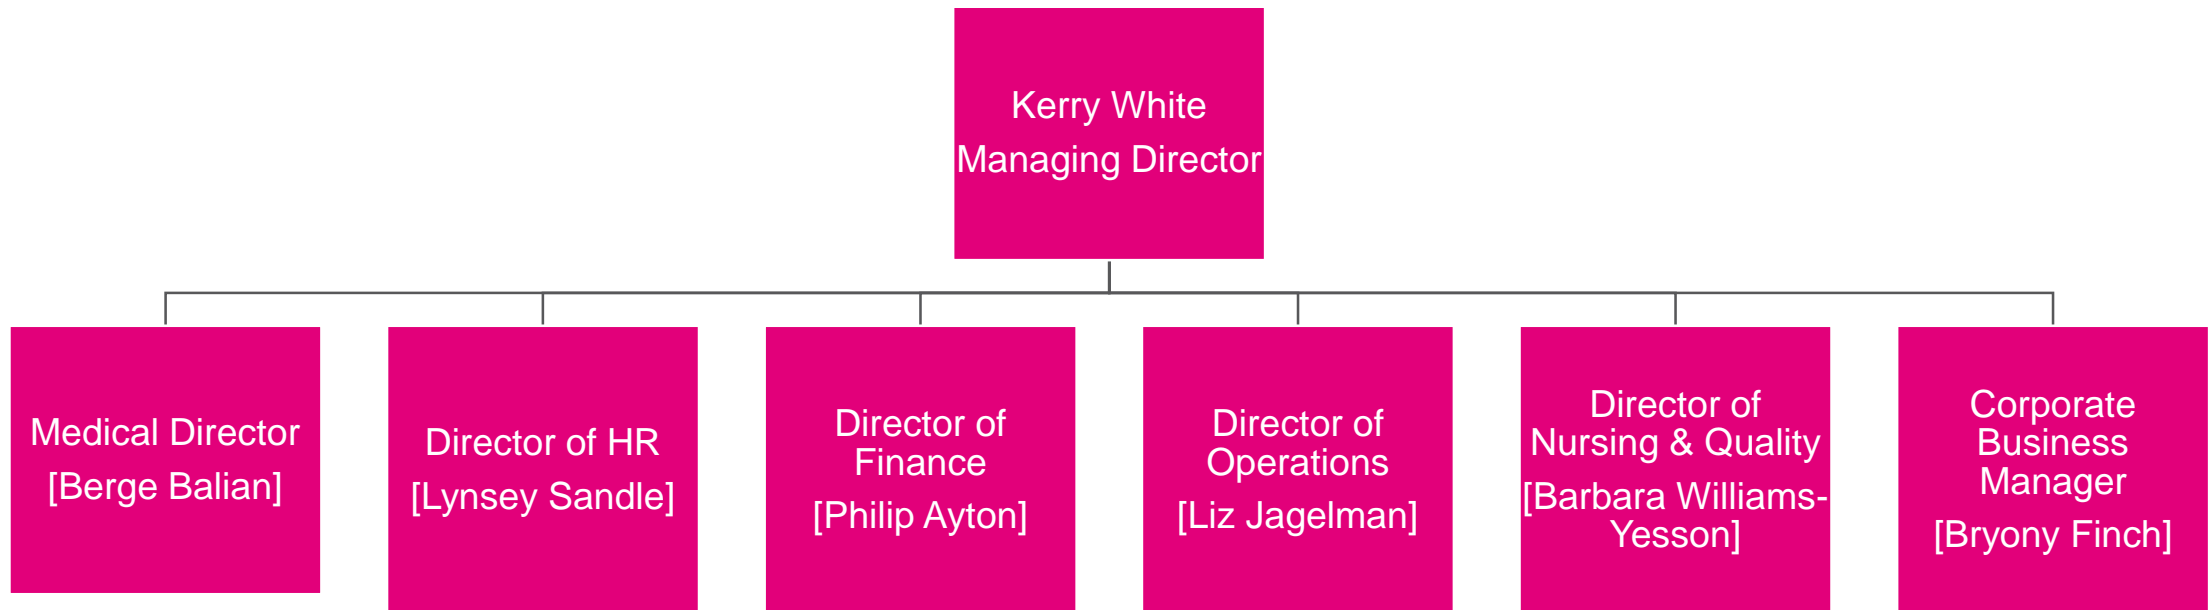 Kerry White
Managing Director
Medical Director
[Berge Balian]
Director of HR
[Lynsey Sandle]
Director of
Finance
[Philip Ayton]
Director of
Operations
[Liz Jagelman]
Director of
Nursing & Quality
[Barbara Williams-
Yesson]
Corporate
Business
Manager
[Bryony Finch]